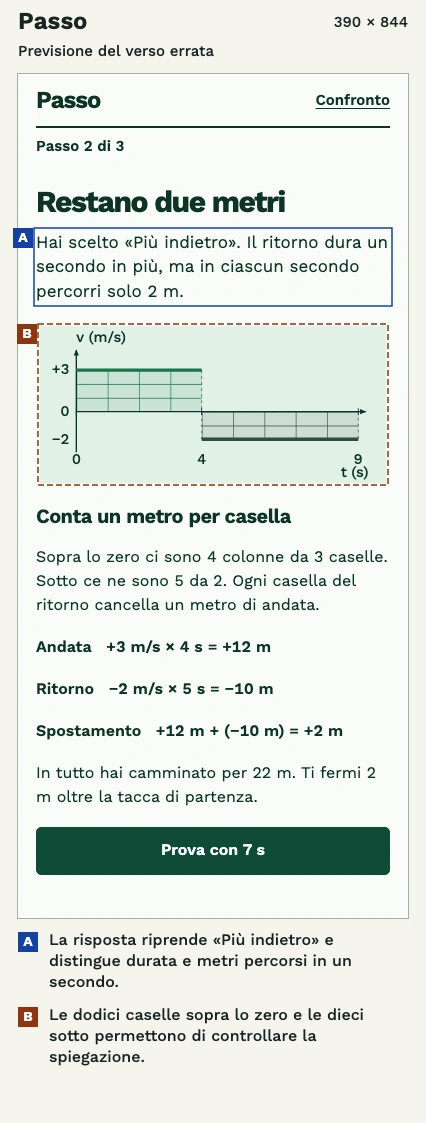 Passo
390 × 844
Previsione del verso errata
Passo
Confronto
Passo 2 di 3
Restano due metri
A
Hai scelto «Più indietro». Il ritorno dura un
secondo in più, ma in ciascun secondo
percorri solo 2 m.
B
v (m/s)
+3
0
−2
0
4
9
t (s)
Conta un metro per casella
Sopra lo zero ci sono 4 colonne da 3 caselle.
Sotto ce ne sono 5 da 2. Ogni casella del
ritorno cancella un metro di andata.
Andata +3 m/s × 4 s = +12 m
Ritorno −2 m/s × 5 s = −10 m
Spostamento +12 m + (−10 m) = +2 m
In tutto hai camminato per 22 m. Ti fermi 2
m oltre la tacca di partenza.
Prova con 7 s
A
La risposta riprende «Più indietro» e
distingue durata e metri percorsi in un
secondo.
B
Le dodici caselle sopra lo zero e le dieci
sotto permettono di controllare la
spiegazione.